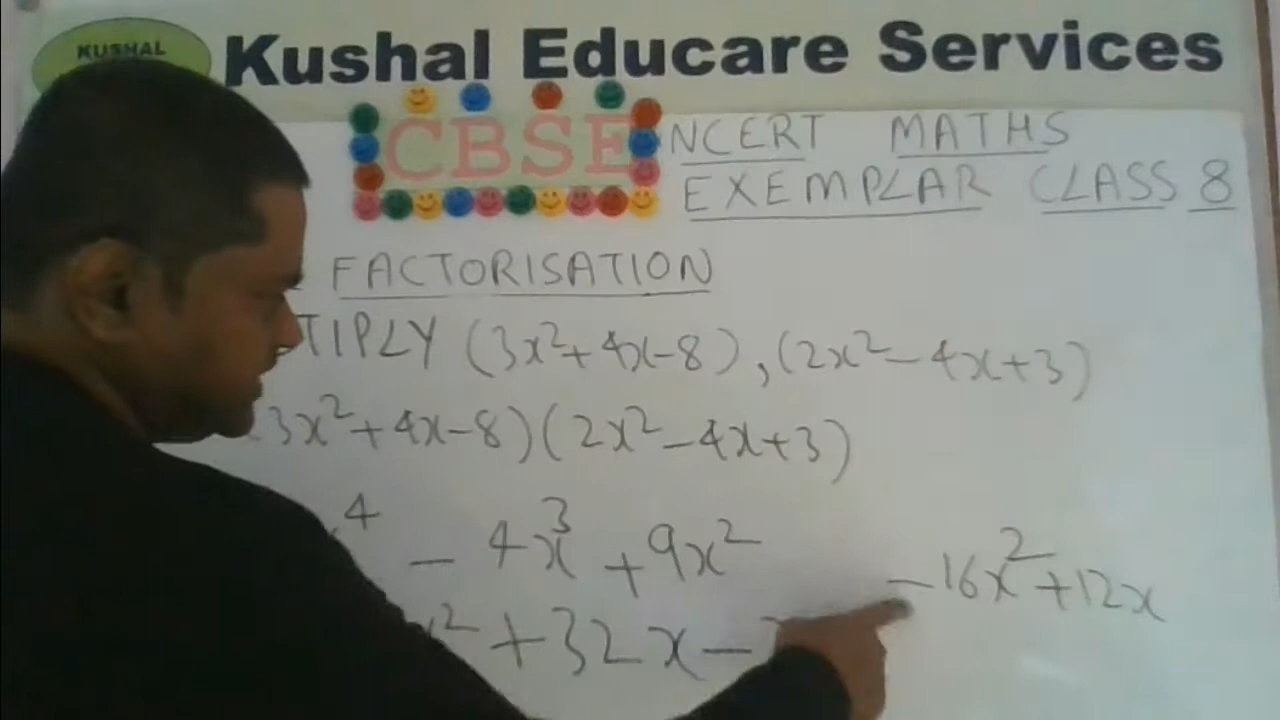 KUSHAL
Kushal Educare Services
CBSE
NCERT MATHS
EXEMPLAR CLASS 8
FACTORISATION
TIPLY (3x²+4x-8), (2x²-4x+3)
3x²+4x-8)(2x²-4x+3)
⁴ - 4x³ +9x² -16x²+12x
x² +32x-